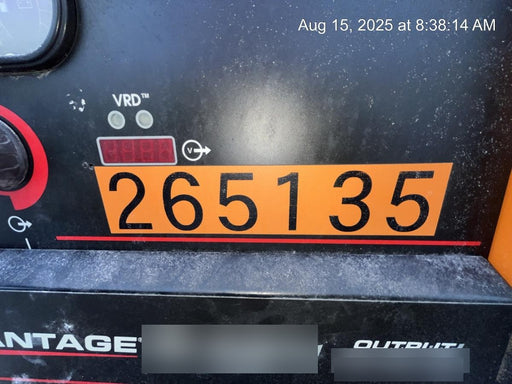 Aug 15, 2025 at 8:38:14 AM
VRD™
V
265135
ANTAGE®
OUTPUT